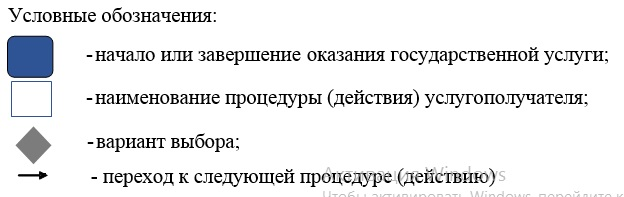 Условные обозначения:
-начало или завершение оказания государственной услуги;
-наименование процедуры (действия) услугополучателя;
-вариант выбора;
- переход к следующей процедуре (действию)
Активация Windows
Чтобы активировать Windows, перейдите к